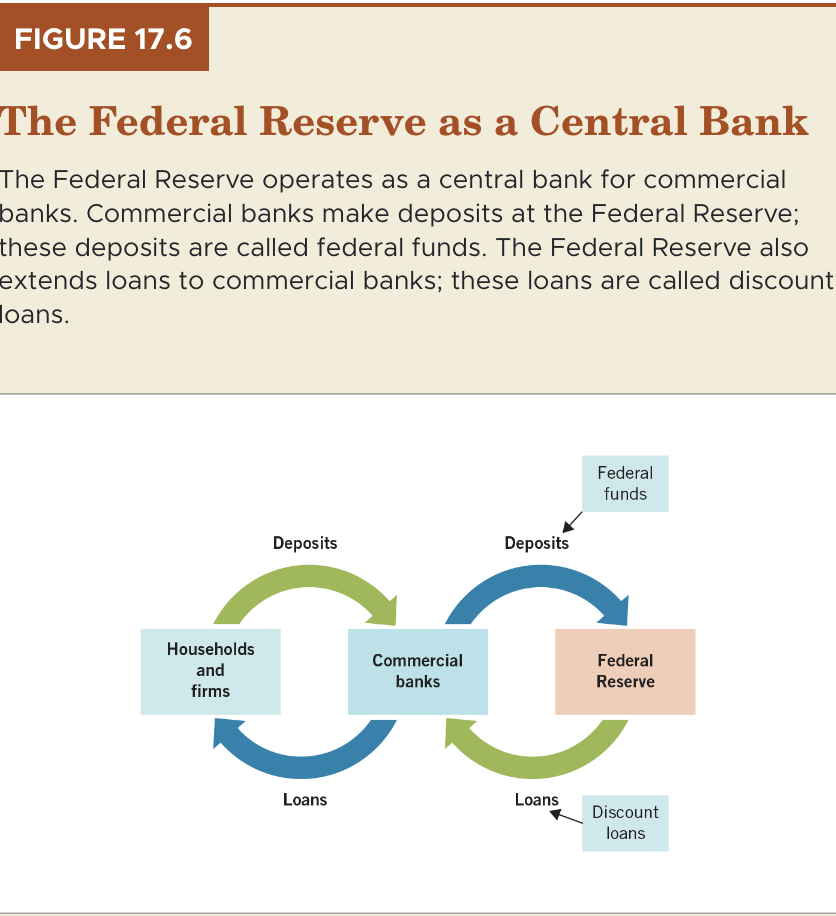 FIGURE 17.6
The Federal Reserve as a Central Bank
The Federal Reserve operates as a central bank for commercial
banks. Commercial banks make deposits at the Federal Reserve;
these deposits are called federal funds. The Federal Reserve also
extends loans to commercial banks; these loans are called discount
loans.
Federal
funds
Deposits
Deposits
Households
and
firms
Commercial
banks
Federal
Reserve
Loans
Loans
Discount
loans